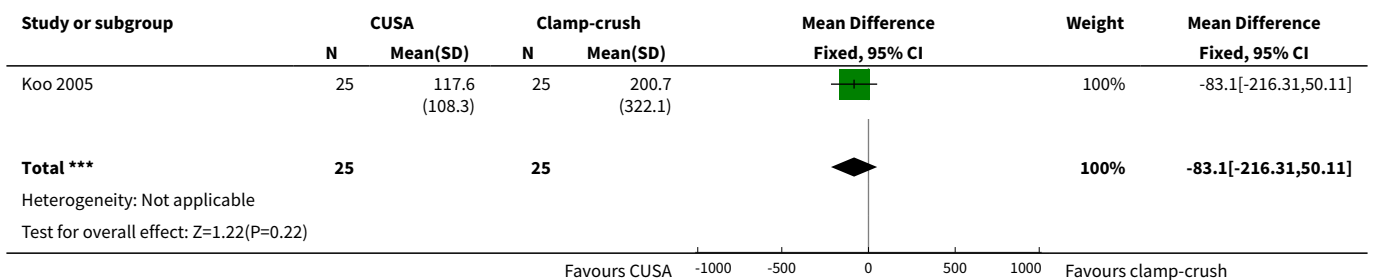 Study or subgroup CUSA Clamp-crush Mean Difference Weight Mean Difference
N Mean(SD) N Mean(SD) Fixed, 95% CI Fixed, 95% CI
Koo 2005 25 117.6 25 200.7 100% -83.1[-216.31,50.11]
(108.3) (322.1)
Total *** 25 25 100% -83.1[-216.31,50.11]
Heterogeneity: Not applicable
Test for overall effect: Z=1.22(P=0.22)
Favours CUSA -1000 -500 0 500 1000 Favours clamp-crush